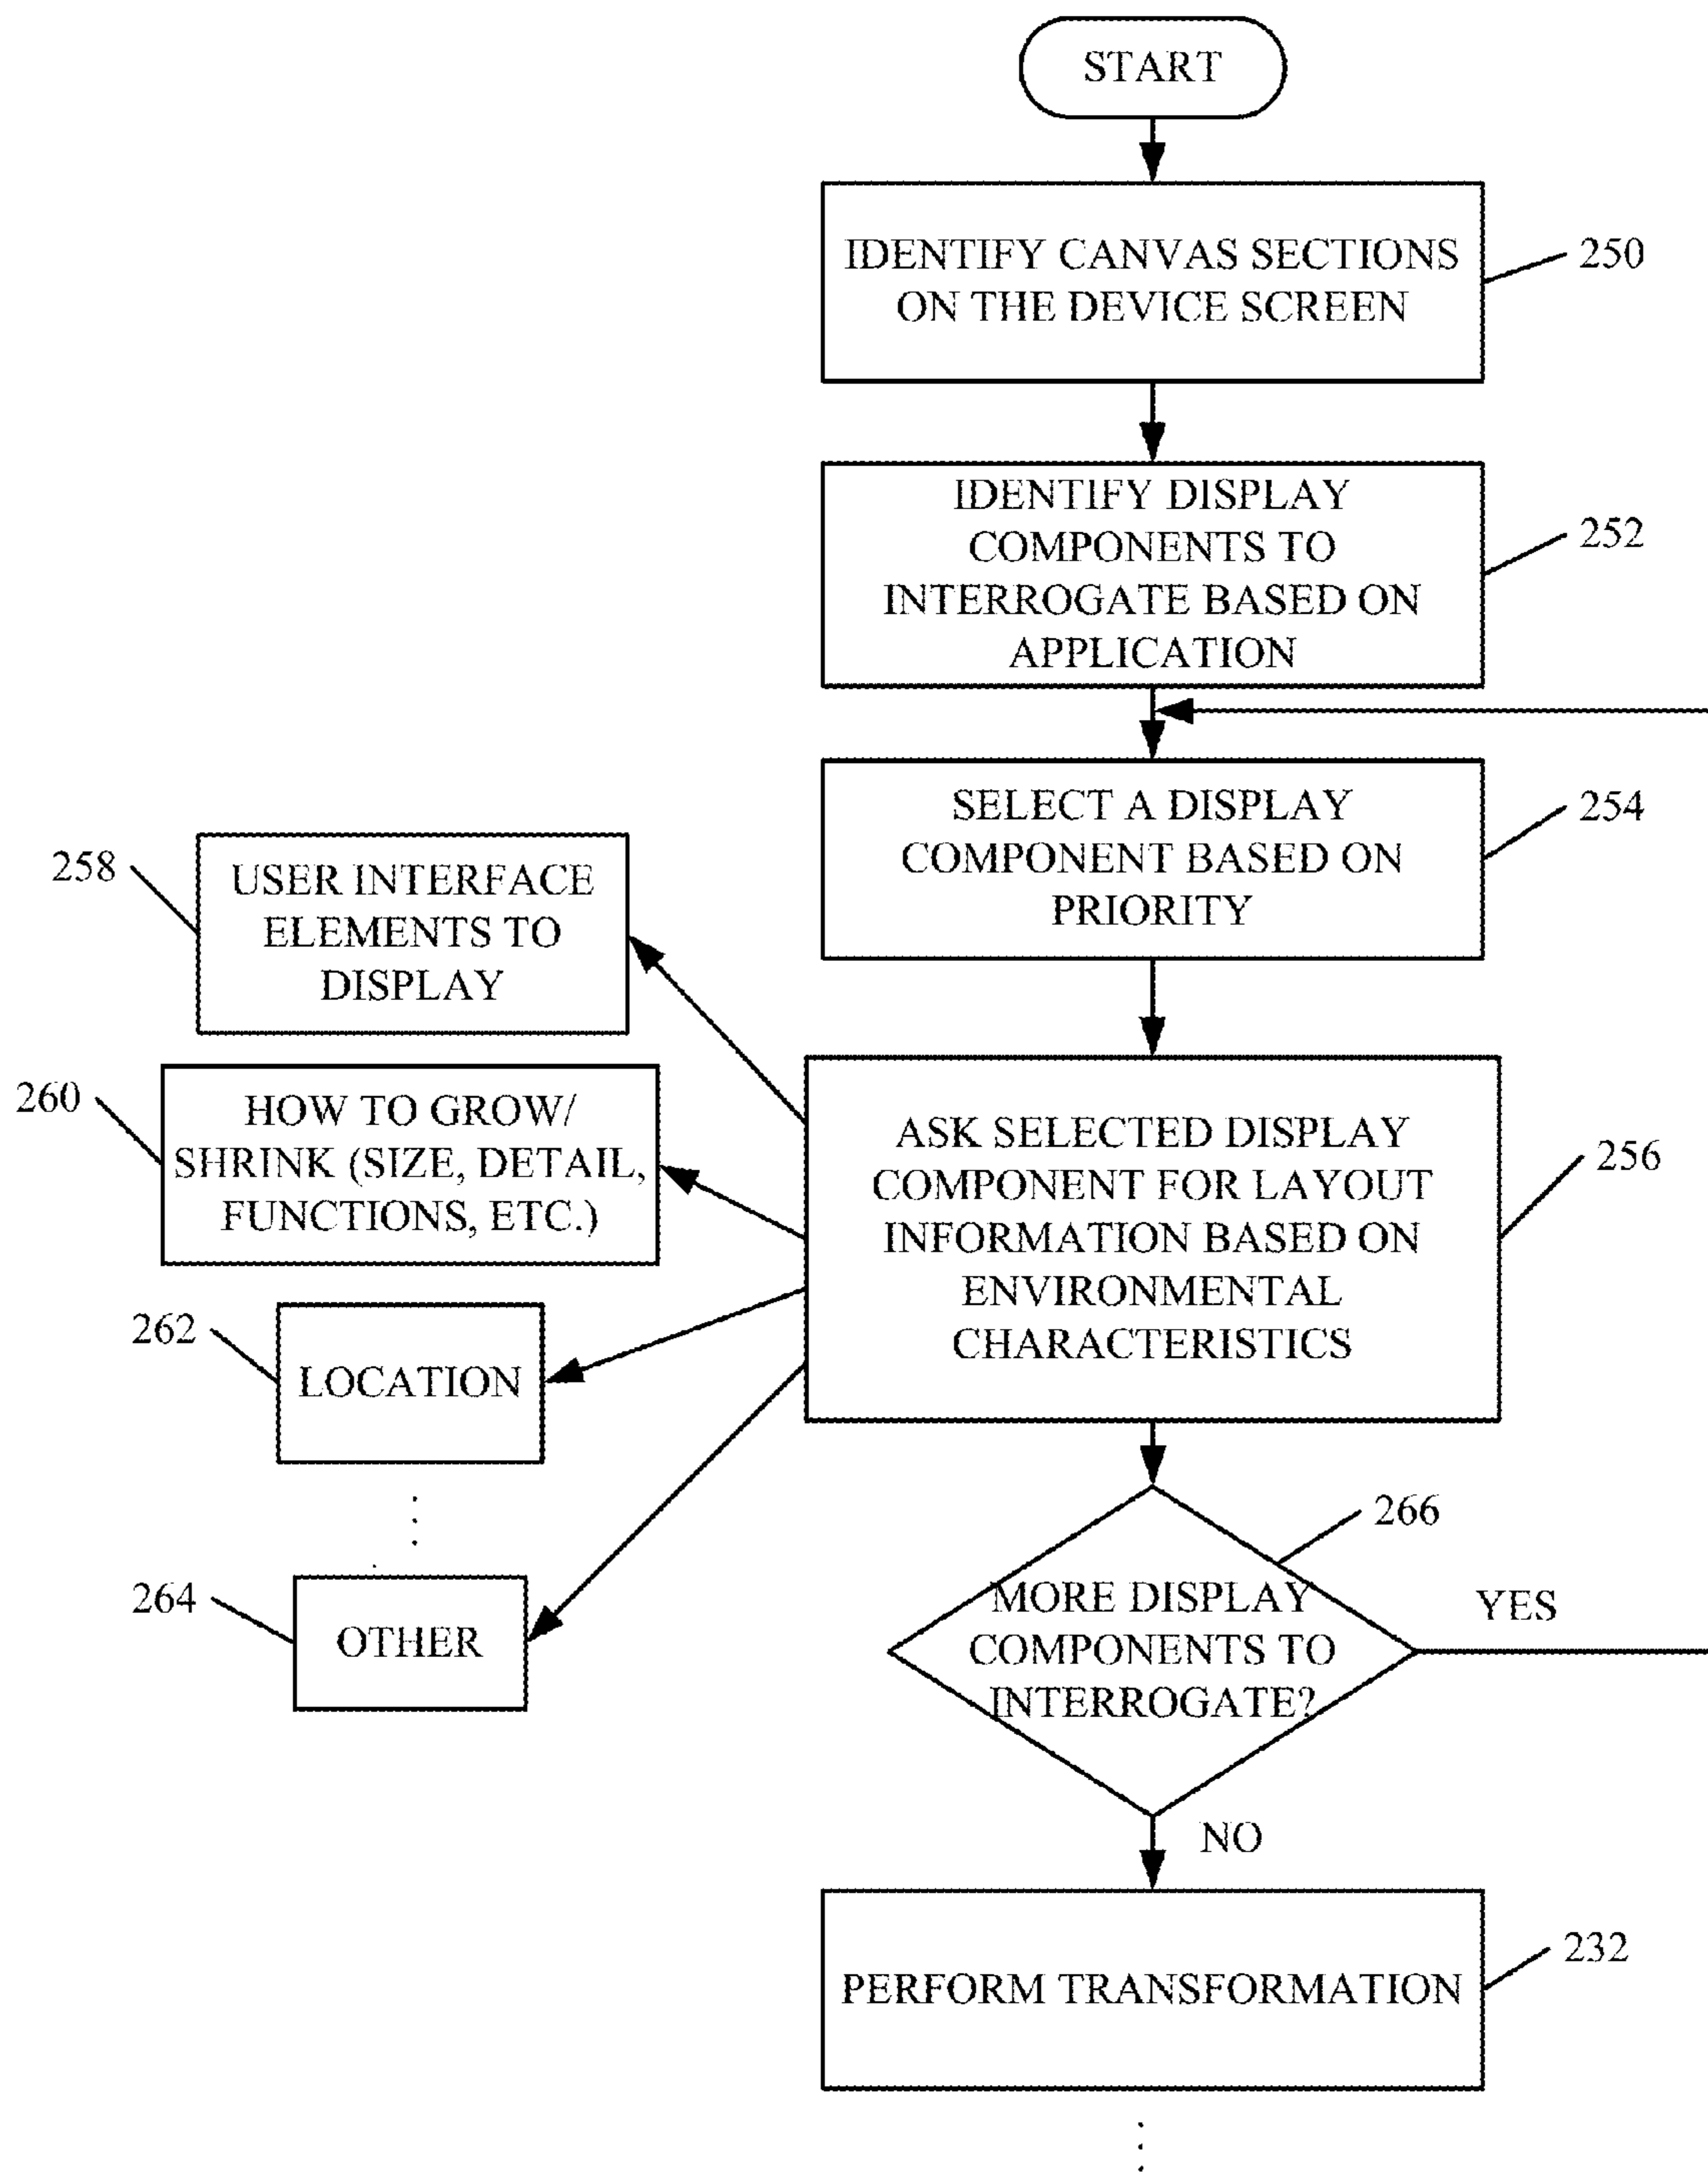 START
IDENTIFY CANVAS SECTIONS
ON THE DEVICE SCREEN
250
IDENTIFY DISPLAY
COMPONENTS TO
INTERROGATE BASED ON
APPLICATION
252
SELECT A DISPLAY
COMPONENT BASED ON
PRIORITY
254
258
USER INTERFACE
ELEMENTS TO
DISPLAY
260
HOW TO GROW/
SHRINK (SIZE, DETAIL,
FUNCTIONS, ETC.)
ASK SELECTED DISPLAY
COMPONENT FOR LAYOUT
INFORMATION BASED ON
ENVIRONMENTAL
CHARACTERISTICS
256
262
LOCATION
264
OTHER
266
MORE DISPLAY
COMPONENTS TO
INTERROGATE?
YES
NO
PERFORM TRANSFORMATION
232